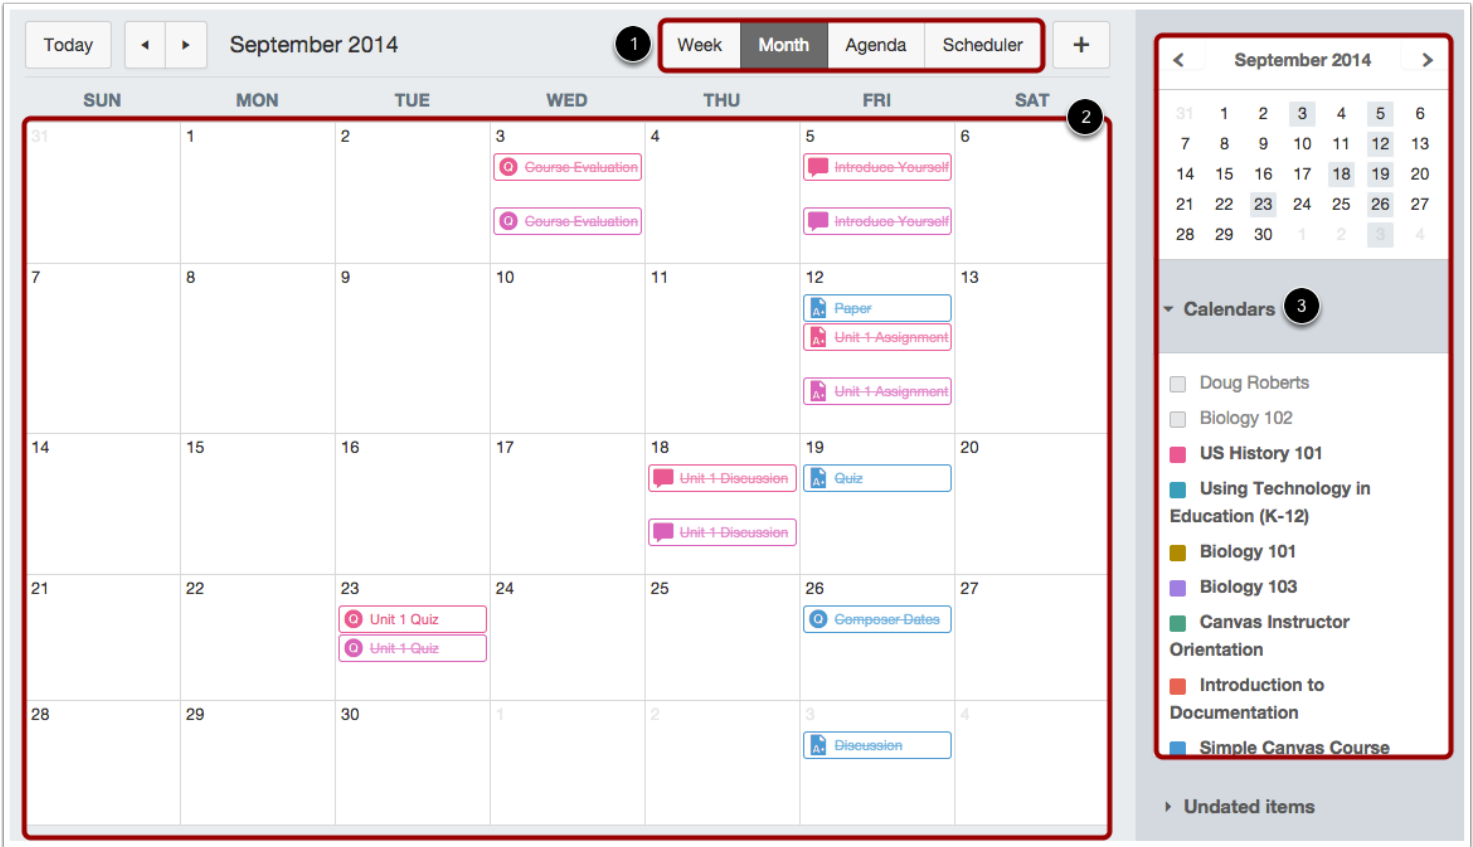 Today
September 2014
1
Week Month Agenda Scheduler +
SUN MON TUE WED THU FRI SAT
2
31 1 2 3 4 5 6
Course Evaluation Introduce Yourself
Course Evaluation Introduce Yourself
7 8 9 10 11 12 13
Paper
Unit 1 Assignment
Unit 1 Assignment
14 15 16 17 18 19 20
Unit 1 Discussion Quiz
Unit 1 Discussion
21 22 23 24 25 26 27
Unit 1 Quiz Composer Dates
Unit 1 Quiz
28 29 30 1 2 3 4
Discussion
September 2014
31 1 2 3 4 5 6
7 8 9 10 11 12 13
14 15 16 17 18 19 20
21 22 23 24 25 26 27
28 29 30 1 2 3 4
Calendars 3
Doug Roberts
Biology 102
US History 101
Using Technology in
Education (K-12)
Biology 101
Biology 103
Canvas Instructor
Orientation
Introduction to
Documentation
Simple Canvas Course
Undated items